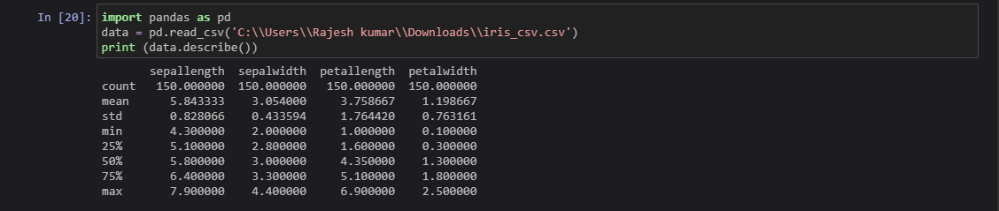 In [20]: import pandas as pd
data = pd.read_csv('C:\\Users\\Rajesh kumar\\Downloads\\iris_csv.csv')
print (data.describe())
sepallength sepalwidth petallength petalwidth
count 150.000000 150.000000 150.000000 150.000000
mean 5.843333 3.054000 3.758667 1.198667
std 0.828066 0.433594 1.764420 0.763161
min 4.300000 2.000000 1.000000 0.100000
25% 5.100000 2.800000 1.600000 0.300000
50% 5.800000 3.000000 4.350000 1.300000
75% 6.400000 3.300000 5.100000 1.800000
max 7.900000 4.400000 6.900000 2.500000